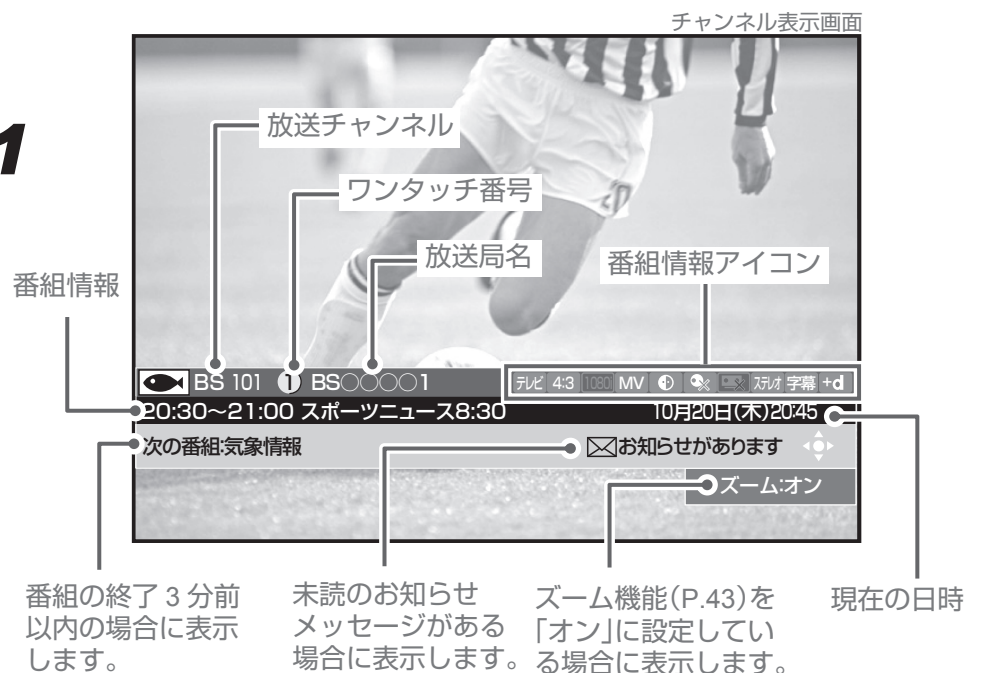 チャンネル表示画面
1
放送チャンネル
ワンタッチ番号
放送局名
番組情報アイコン
番組情報
BS 101 1 BS○○○○1
テレビ 4:3 1080i MV ステレオ 字幕 +d
20:30～21:00 スポーツニュース8:30 10月20日(木)20:45
次の番組:気象情報 お知らせがあります
ズーム:オン
番組の終了 3 分前
以内の場合に表示
します。
未読のお知らせ
メッセージがある
場合に表示します。
ズーム機能(P.43)を
「オン」に設定してい
る場合に表示します。
現在の日時